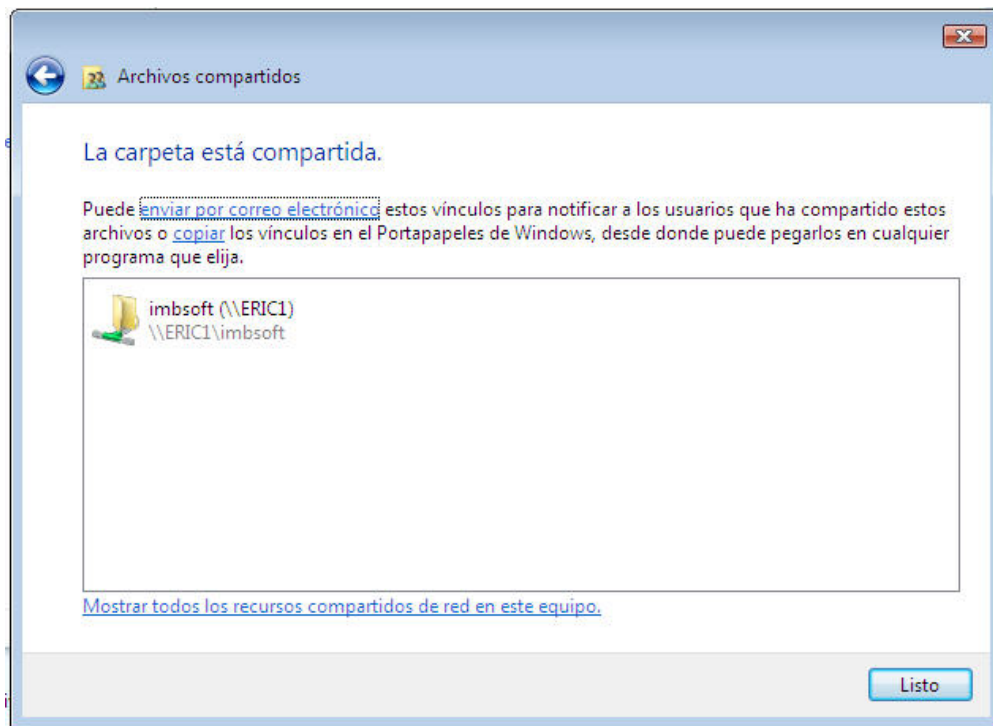 Archivos compartidos
La carpeta está compartida.
Puede enviar por correo electrónico estos vínculos para notificar a los usuarios que ha compartido estos
archivos o copiar los vínculos en el Portapapeles de Windows, desde donde puede pegarlos en cualquier
programa que elija.
imbsoft (\\ERIC1)
\\ERIC1\imbsoft
Mostrar todos los recursos compartidos de red en este equipo.
Listo